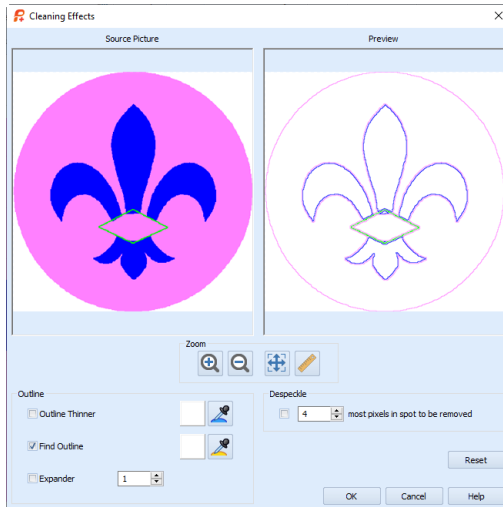 Cleaning Effects
Source Picture
Preview
Zoom
Outline
Outline Thinner
Find Outline
Expander
1
Despeckle
4 most pixels in spot to be removed
Reset
OK
Cancel
Help